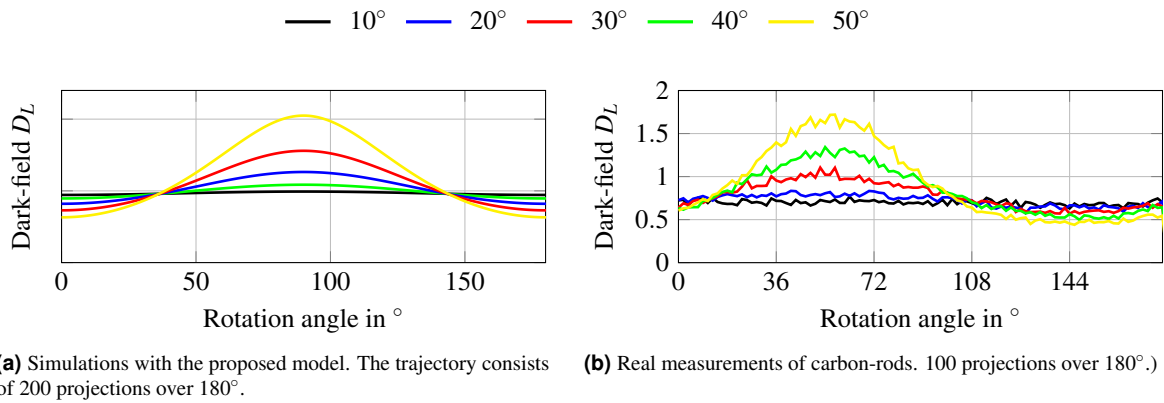 10° 20° 30° 40° 50°
Dark-field D_L
0 50 100 150
Rotation angle in °
Dark-field D_L
2
1.5
1
0.5
0
0 36 72 108 144
Rotation angle in °
(a) Simulations with the proposed model. The trajectory consists
of 200 projections over 180°.
(b) Real measurements of carbon-rods. 100 projections over 180°.)